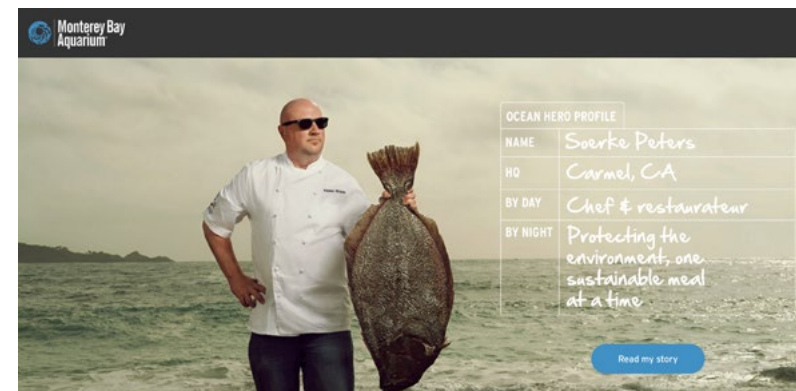 Monterey Bay
Aquarium
OCEAN HERO PROFILE
NAME Soerke Peters
HQ Carmel, CA
BY DAY Chef & restaurateur
BY NIGHT Protecting the
environment, one
sustainable meal
at a time
Read my story